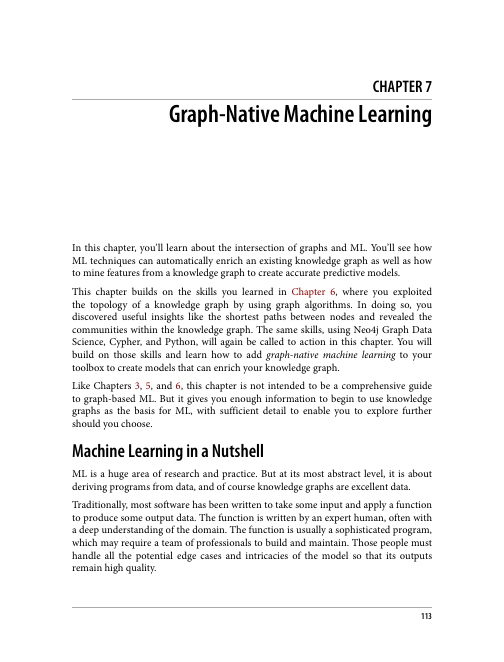 CHAPTER 7
Graph-Native Machine Learning
In this chapter, you’ll learn about the intersection of graphs and ML. You’ll see how
ML techniques can automatically enrich an existing knowledge graph as well as how
to mine features from a knowledge graph to create accurate predictive models.
This chapter builds on the skills you learned in Chapter 6, where you exploited
the topology of a knowledge graph by using graph algorithms. In doing so, you
discovered useful insights like the shortest paths between nodes and revealed the
communities within the knowledge graph. The same skills, using Neo4j Graph Data
Science, Cypher, and Python, will again be called to action in this chapter. You will
build on those skills and learn how to add graph-native machine learning to your
toolbox to create models that can enrich your knowledge graph.
Like Chapters 3, 5, and 6, this chapter is not intended to be a comprehensive guide
to graph-based ML. But it gives you enough information to begin to use knowledge
graphs as the basis for ML, with sufficient detail to enable you to explore further
should you choose.
Machine Learning in a Nutshell
ML is a huge area of research and practice. But at its most abstract level, it is about
deriving programs from data, and of course knowledge graphs are excellent data.
Traditionally, most software has been written to take some input and apply a function
to produce some output data. The function is written by an expert human, often with
a deep understanding of the domain. The function is usually a sophisticated program,
which may require a team of professionals to build and maintain. Those people must
handle all the potential edge cases and intricacies of the model so that its outputs
remain high quality.
113